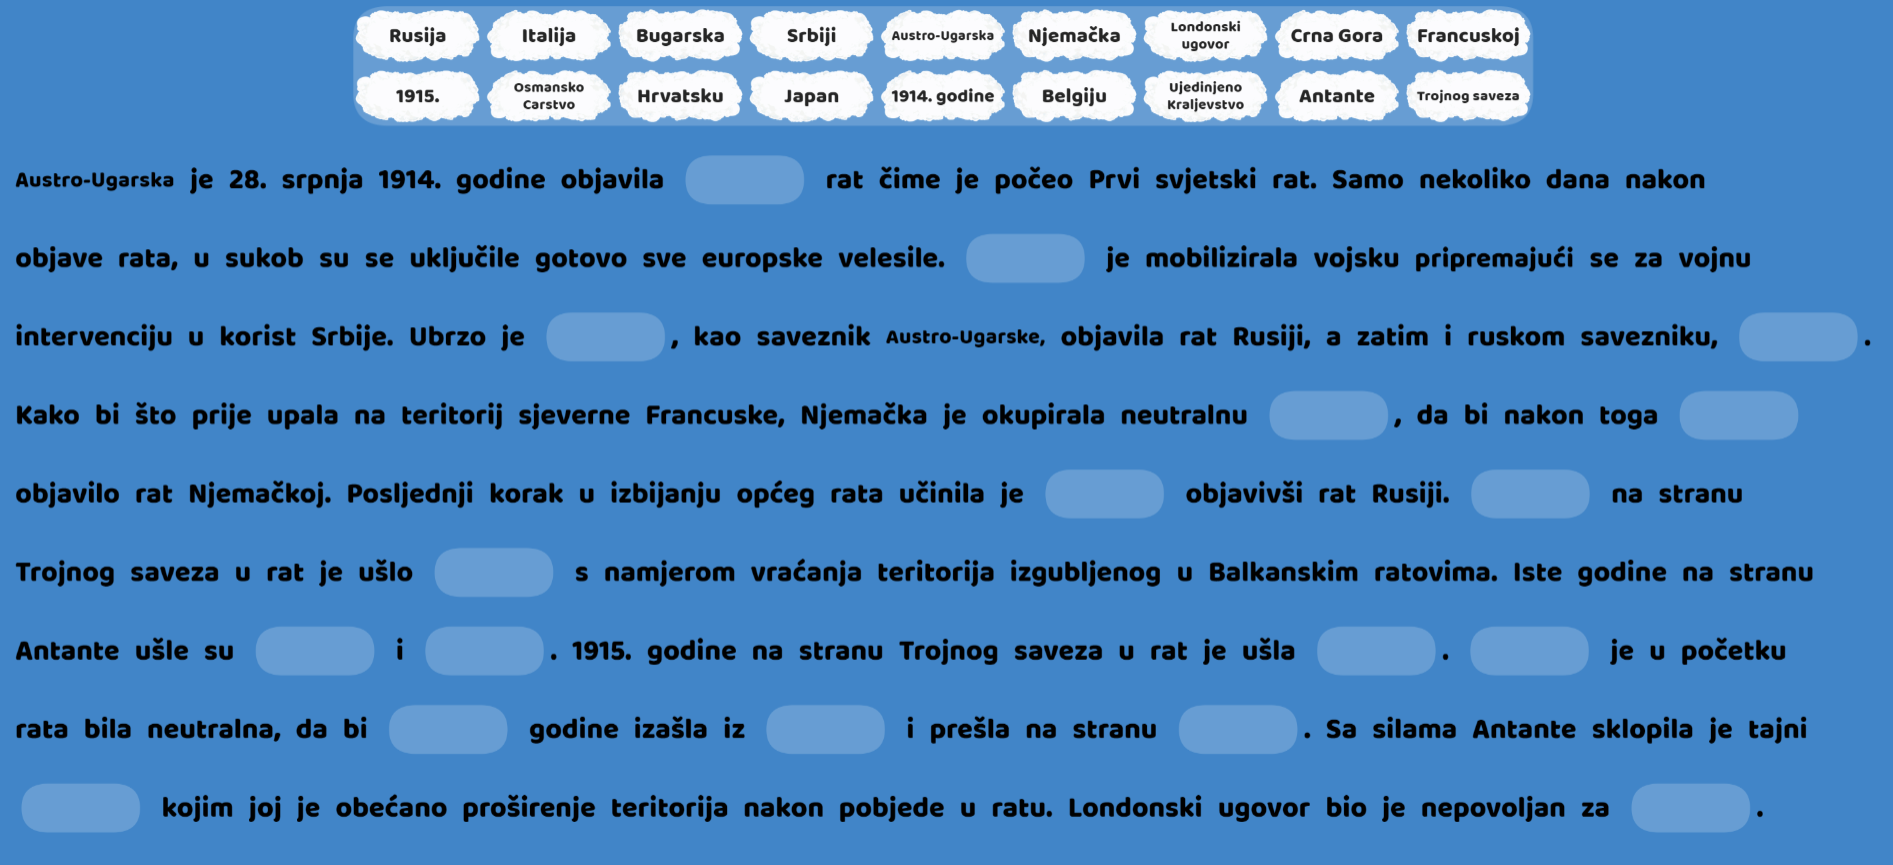 Rusija Italija Bugarska Srbiji Austro-Ugarska Njemačka Londonski ugovor Crna Gora Francuskoj
1915. Osmansko Carstvo Hrvatsku Japan 1914. godine Belgiju Ujedinjeno Kraljevstvo Antante Trojnog saveza
Austro-Ugarska je 28. srpnja 1914. godine objavila rat čime je počeo Prvi svjetski rat. Samo nekoliko dana nakon
objave rata, u sukob su se uključile gotovo sve europske velesile. je mobilizirala vojsku pripremajući se za vojnu
intervenciju u korist Srbije. Ubrzo je , kao saveznik Austro-Ugarske, objavila rat Rusiji, a zatim i ruskom savezniku, .
Kako bi što prije upala na teritorij sjeverne Francuske, Njemačka je okupirala neutralnu , da bi nakon toga
objavilo rat Njemačkoj. Posljednji korak u izbijanju općeg rata učinila je objavivši rat Rusiji. na stranu
Trojnog saveza u rat je ušlo s namjerom vraćanja teritorija izgubljenog u Balkanskim ratovima. Iste godine na stranu
Antante ušle su i . 1915. godine na stranu Trojnog saveza u rat je ušla . je u početku
rata bila neutralna, da bi godine izašla iz i prešla na stranu . Sa silama Antante sklopila je tajni
kojim joj je obećano proširenje teritorija nakon pobjede u ratu. Londonski ugovor bio je nepovoljan za .